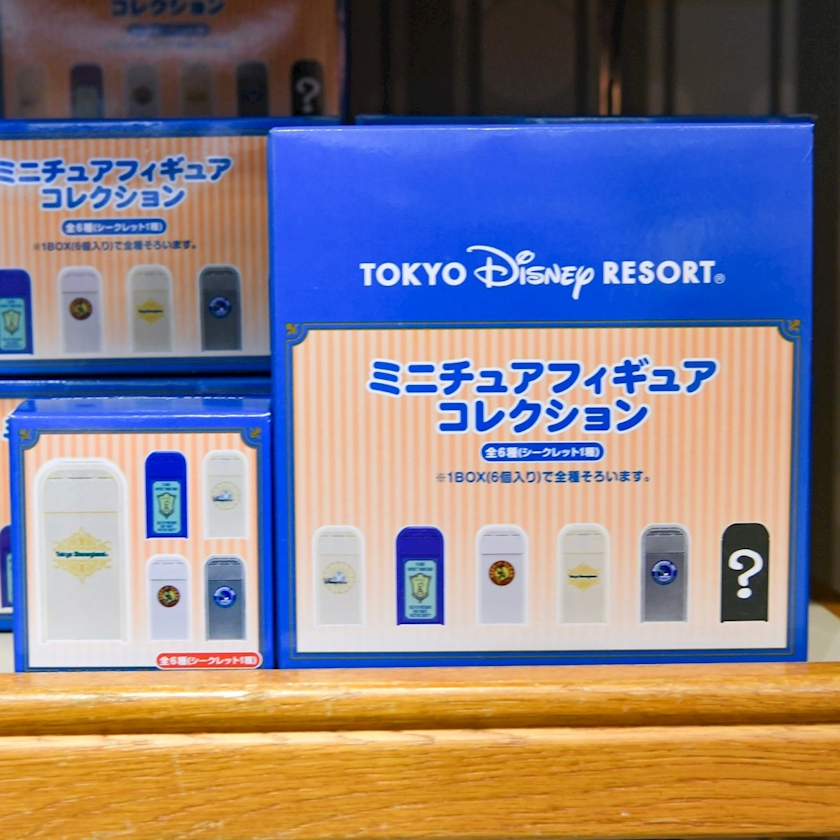 コレクション
ミニチュアフィギュア
コレクション
全6種(シークレット1種)
※1BOX(6個入り)で全種そろいます。
TOKYO Disney RESORT®
ミニチュアフィギュア
コレクション
全6種(シークレット1種)
※1BOX(6個入り)で全種そろいます。
?
?
Tokyo Disneyland
全6種(シークレット1種)